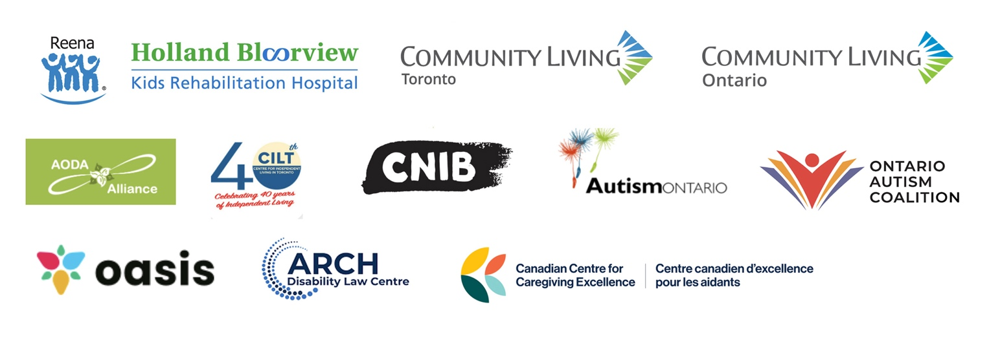 Reena
®
Holland Bloorview
Kids Rehabilitation Hospital
COMMUNITY LIVING
Toronto
COMMUNITY LIVING
Ontario
AODA
Alliance
40th
CILT
CENTRE FOR INDEPENDENT
LIVING IN TORONTO
Celebrating 40 years
of Independent Living
CNIB
AutismONTARIO
ONTARIO
AUTISM
COALITION
oasis
ARCH
Disability Law Centre
Canadian Centre for
Caregiving Excellence
Centre canadien d’excellence
pour les aidants